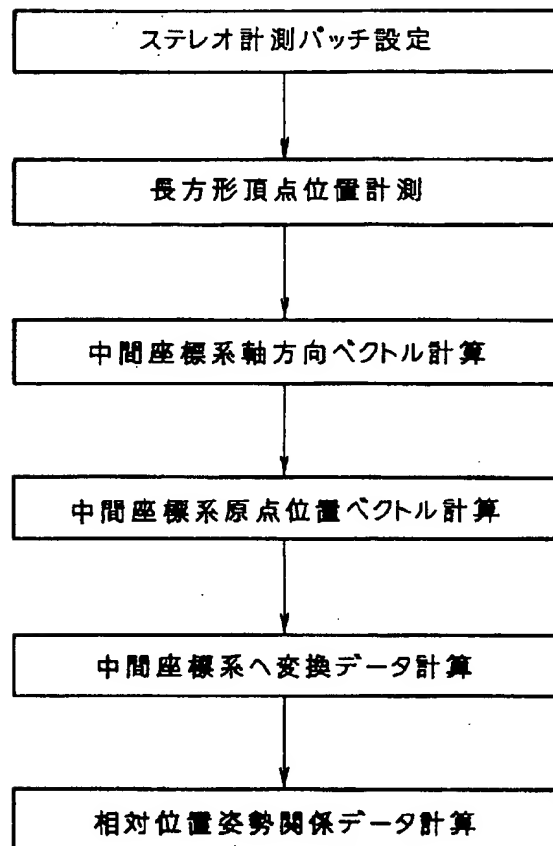 ステレオ計測パッチ設定
長方形頂点位置計測
中間座標系軸方向ベクトル計算
中間座標系原点位置ベクトル計算
中間座標系へ変換データ計算
相対位置姿勢関係データ計算